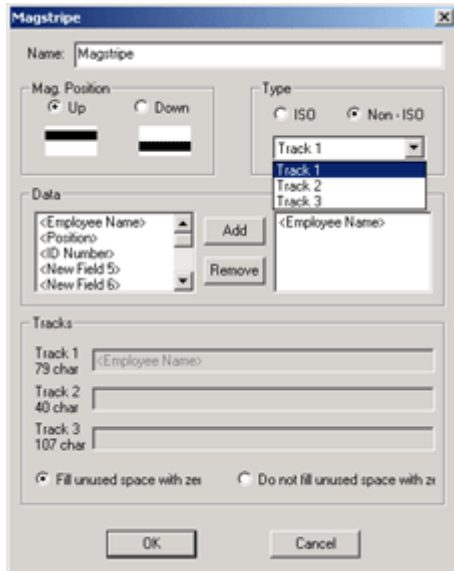 Magstripe
Name: Magstripe
Mag. Position
Up Down
Type
ISO Non - ISO
Track 1
Track 1
Track 2
Track 3
Data
<Employee Name>
<Position>
<ID Number>
<New Field 5>
<New Field 6>
Add
Remove
<Employee Name>
Tracks
Track 1
79 char
<Employee Name>
Track 2
40 char
Track 3
107 char
Fill unused space with zer Do not fill unused space with ze
OK Cancel